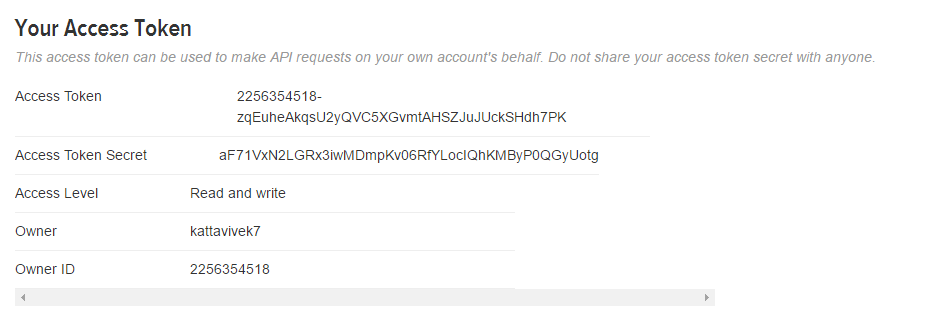 Your Access Token
This access token can be used to make API requests on your own account's behalf. Do not share your access token secret with anyone.
Access Token 2256354518-
zqEuheAkqsU2yQVC5XGvmtAHSZJuJUckSHdh7PK
Access Token Secret
Access Level Read and write
Owner kattavivek7
Owner ID 2256354518